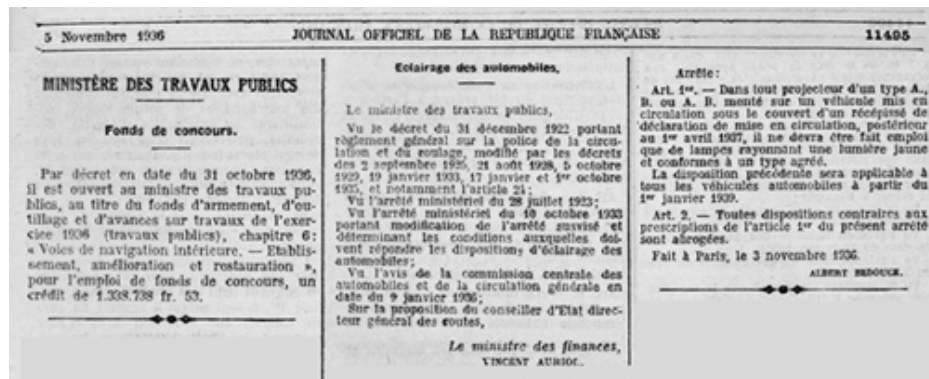 5 Novembre 1936 JOURNAL OFFICIEL DE LA REPUBLIQUE FRANÇAISE 11495
MINISTÈRE DES TRAVAUX PUBLICS
Fonds de concours.
Par décret en date du 31 octobre 1936,
il est ouvert au ministre des travaux pu-
blics, au titre du fonds d'armement, d'ou-
tillage et d'avances sur travaux de l'exer-
cice 1936 (travaux publics), chapitre 6:
« Voies de navigation intérieure. — Etablis-
sement, amélioration et restauration »,
pour l'emploi de fonds de concours, un
crédit de 1.338.738 fr. 53.
Eclairage des automobiles.
Le ministre des travaux publics,
Vu le décret du 31 décembre 1922 portant
règlement général sur la police de la circu-
lation et du roulage, modifié par les décrets
des 2 septembre 1925, 21 août 1928, 5 octobre
1929, 19 janvier 1933, 17 janvier et 1er octobre
1935, et notamment l'article 24;
Vu l'arrêté ministériel du 28 juillet 1923;
Vu l'arrêté ministériel du 10 octobre 1933
portant modification de l'arrêté susvisé et
déterminant les conditions auxquelles doi-
vent répondre les dispositions d'éclairage des
automobiles;
Vu l'avis de la commission centrale des
automobiles et de la circulation générale en
date du 9 janvier 1936;
Sur la proposition du conseiller d'Etat direc-
teur général des routes,
Le ministre des finances,
VINCENT AURIOL.
Arrête:
Art. 1er. — Dans tout projecteur d'un type A.,
B. ou A. B. monté sur un véhicule mis en
circulation sous le couvert d'un récépissé de
déclaration de mise en circulation, postérieur
au 1er avril 1937, il ne devra être fait emploi
que de lampes rayonnant une lumière jaune
et conformes à un type agréé.
La disposition précédente sera applicable à
tous les véhicules automobiles à partir du
1er janvier 1939.
Art. 2. — Toutes dispositions contraires aux
prescriptions de l'article 1er du présent arrêté
sont abrogées.
Fait à Paris, le 3 novembre 1936.
ALBERT BEDOUCE.